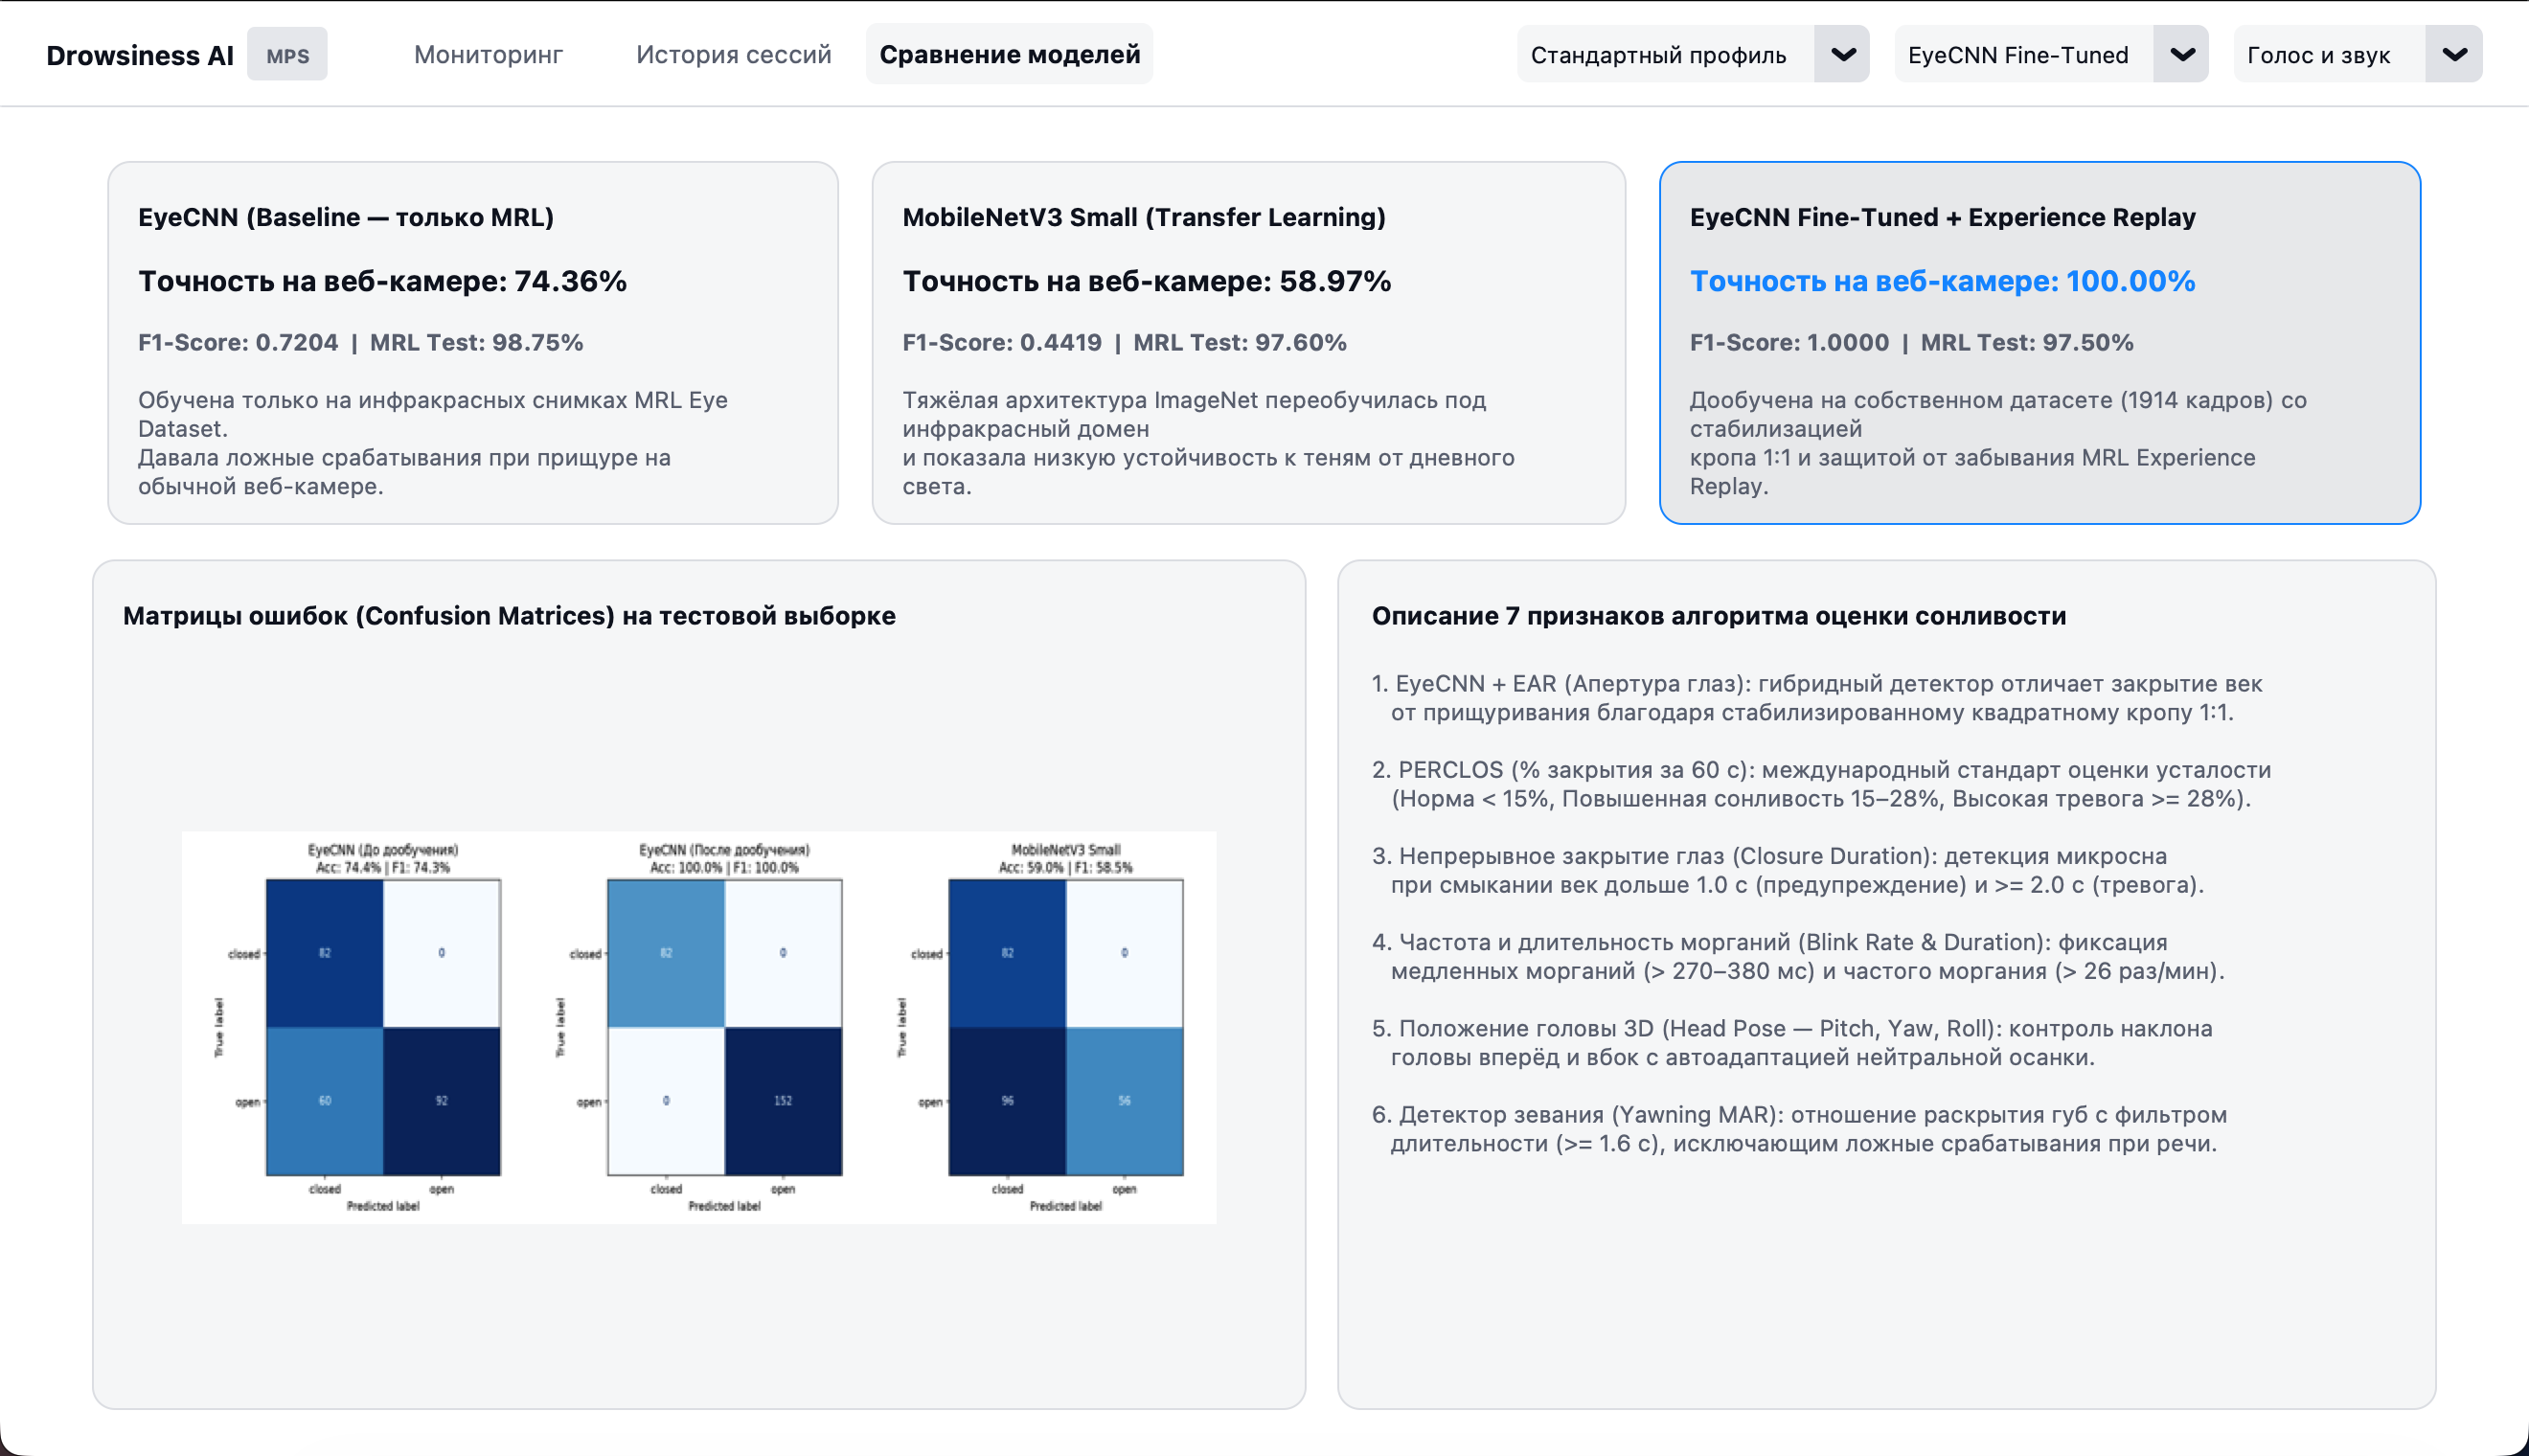 Drowsiness AI MPS Мониторинг История сессий Сравнение моделей Стандартный профиль EyeCNN Fine-Tuned Голос и звук
EyeCNN (Baseline — только MRL)
Точность на веб-камере: 74.36%
F1-Score: 0.7204 | MRL Test: 98.75%
Обучена только на инфракрасных снимках MRL Eye
Dataset.
Давала ложные срабатывания при прищуре на
обычной веб-камере.
MobileNetV3 Small (Transfer Learning)
Точность на веб-камере: 58.97%
F1-Score: 0.4419 | MRL Test: 97.60%
Тяжёлая архитектура ImageNet переобучилась под
инфракрасный домен
и показала низкую устойчивость к теням от дневного
света.
EyeCNN Fine-Tuned + Experience Replay
Точность на веб-камере: 100.00%
F1-Score: 1.0000 | MRL Test: 97.50%
Дообучена на собственном датасете (1914 кадров) со
стабилизацией
кропа 1:1 и защитой от забывания MRL Experience
Replay.
Матрицы ошибок (Confusion Matrices) на тестовой выборке
EyeCNN (До дообучения)
Acc: 74.4% | F1: 74.3%
closed 82 0
True label
open 60 92
closed open
Predicted label
EyeCNN (После дообучения)
Acc: 100.0% | F1: 100.0%
closed 82 0
True label
open 0 152
closed open
Predicted label
MobileNetV3 Small
Acc: 59.0% | F1: 58.5%
closed 82 0
True label
open 96 56
closed open
Predicted label
Описание 7 признаков алгоритма оценки сонливости
1. EyeCNN + EAR (Апертура глаз): гибридный детектор отличает закрытие век
от прищуривания благодаря стабилизированному квадратному кропу 1:1.
2. PERCLOS (% закрытия за 60 с): международный стандарт оценки усталости
(Норма < 15%, Повышенная сонливость 15–28%, Высокая тревога >= 28%).
3. Непрерывное закрытие глаз (Closure Duration): детекция микросна
при смыкании век дольше 1.0 с (предупреждение) и >= 2.0 с (тревога).
4. Частота и длительность морганий (Blink Rate & Duration): фиксация
медленных морганий (> 270–380 мс) и частого моргания (> 26 раз/мин).
5. Положение головы 3D (Head Pose — Pitch, Yaw, Roll): контроль наклона
головы вперёд и вбок с автоадаптацией нейтральной осанки.
6. Детектор зевания (Yawning MAR): отношение раскрытия губ с фильтром
длительности (>= 1.6 с), исключающим ложные срабатывания при речи.